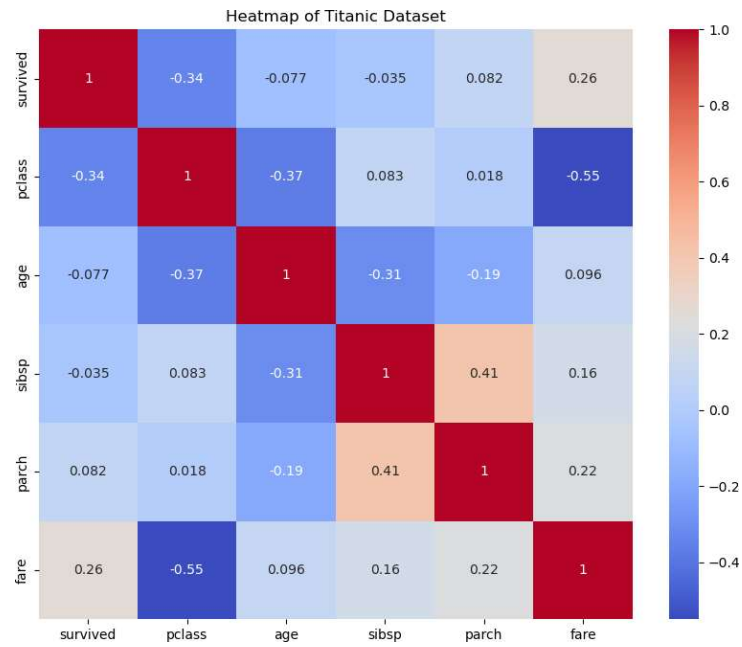 Heatmap of Titanic Dataset
survived 1 -0.34 -0.077 -0.035 0.082 0.26
pclass -0.34 1 -0.37 0.083 0.018 -0.55
age -0.077 -0.37 1 -0.31 -0.19 0.096
sibsp -0.035 0.083 -0.31 1 0.41 0.16
parch 0.082 0.018 -0.19 0.41 1 0.22
fare 0.26 -0.55 0.096 0.16 0.22 1
survived pclass age sibsp parch fare
1.0
0.8
0.6
0.4
0.2
0.0
−0.2
−0.4